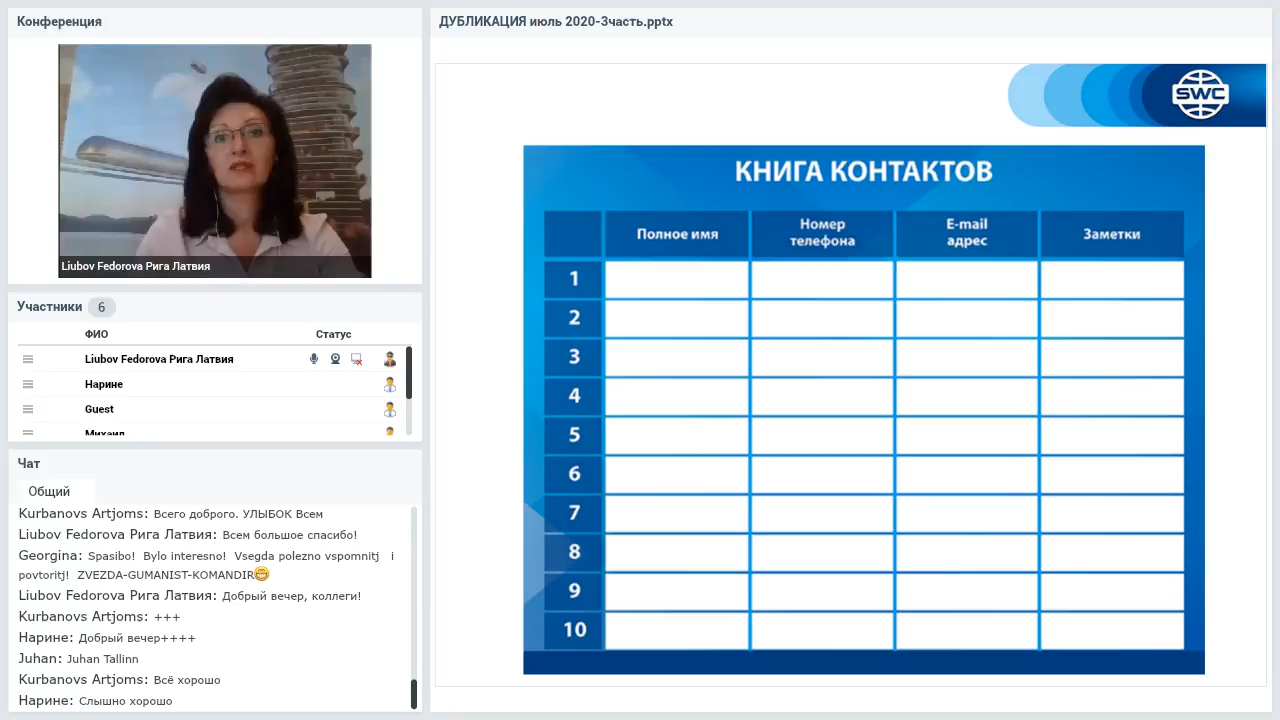 Конференция
Liubov Fedorova Рига Латвия
Участники 6
ФИО Статус
Liubov Fedorova Рига Латвия
Нарине
Guest
Михаил
Чат
Общий
Kurbanovs Artjoms: Всего доброго. УЛЫБОК Всем
Liubov Fedorova Рига Латвия: Всем большое спасибо!
Georgina: Spasibo! Bylo interesno! Vsegda polezno vspomnitj i
povtoritj! ZVEZDA-GUMANIST-KOMANDIR😁
Liubov Fedorova Рига Латвия: Добрый вечер, коллеги!
Kurbanovs Artjoms: +++
Нарине: Добрый вечер++++
Juhan: Juhan Tallinn
Kurbanovs Artjoms: Всё хорошо
Нарине: Слышно хорошо
ДУБЛИКАЦИЯ июль 2020-3часть.pptx
SWC
КНИГА КОНТАКТОВ
Полное имя
Номер
телефона
E-mail
адрес
Заметки
1
2
3
4
5
6
7
8
9
10